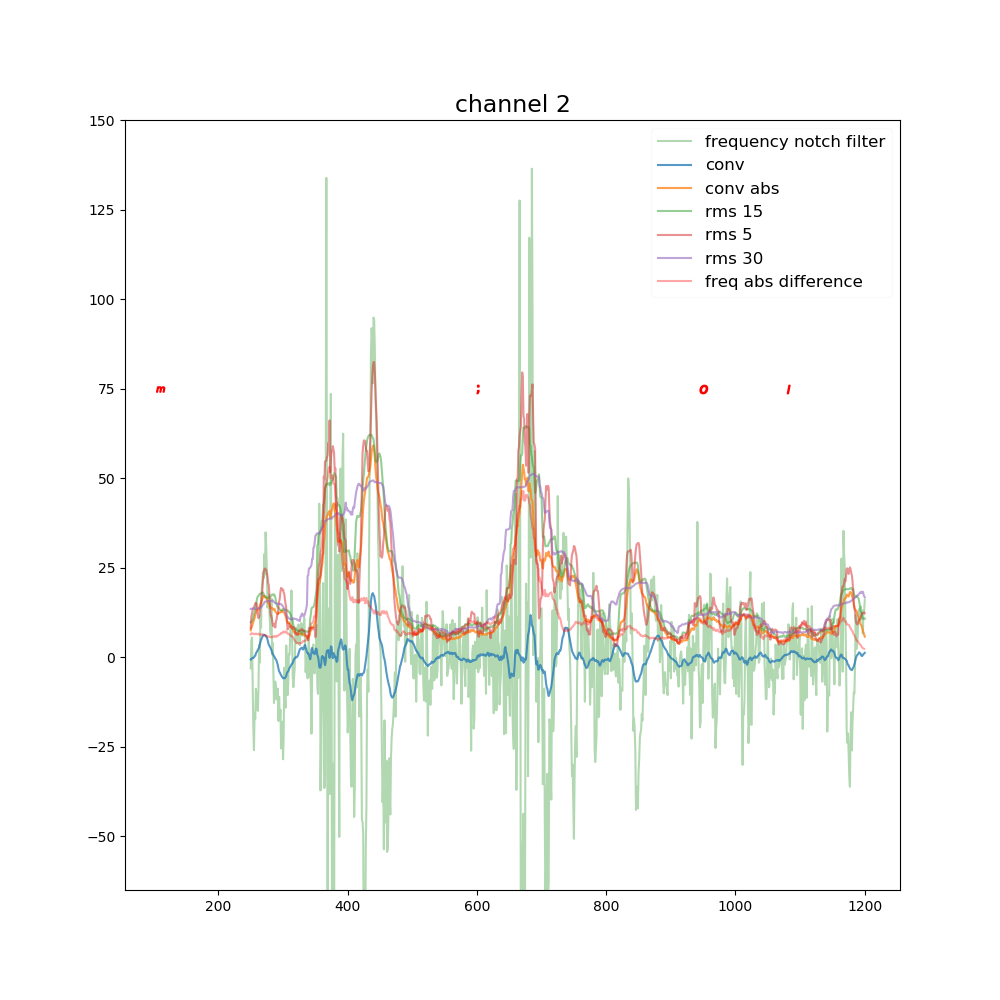 channel 2
150
125
100
75
50
25
0
−25
−50
200 400 600 800 1000 1200
frequency notch filter
conv
conv abs
rms 15
rms 5
rms 30
freq abs difference
m ; o l